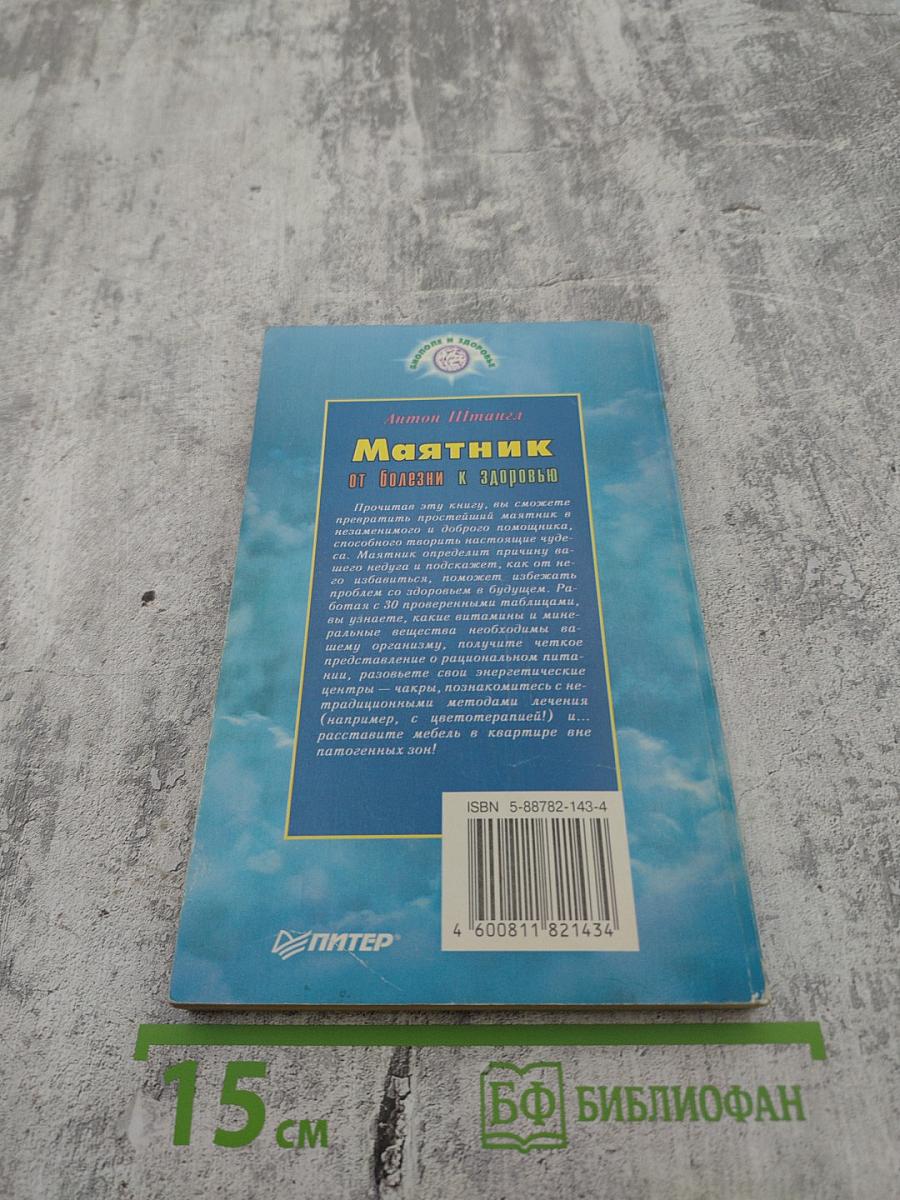 БИОПОЛЕ И ЗДОРОВЬЕ
Антон Штангл
Маятник
от болезни к здоровью
Прочитав эту книгу, вы сможете
превратить простейший маятник в
незаменимого и доброго помощника,
способного творить настоящие чуде-
са. Маятник определит причину ва-
шего недуга и подскажет, как от не-
го избавиться, поможет избежать
проблем со здоровьем в будущем. Ра-
ботая с 30 проверенными таблицами,
вы узнаете, какие витамины и мине-
ральные вещества необходимы ва-
шему организму, получите четкое
представление о рациональном пита-
нии, разовьете свои энергетические
центры — чакры, познакомитесь с не-
традиционными методами лечения
(например, с цветотерапией!) и...
расставите мебель в квартире вне
патогенных зон!
ISBN 5-88782-143-4
4 600811 821434
ПИТЕР®
15 см
БФ БИБЛИОФАН